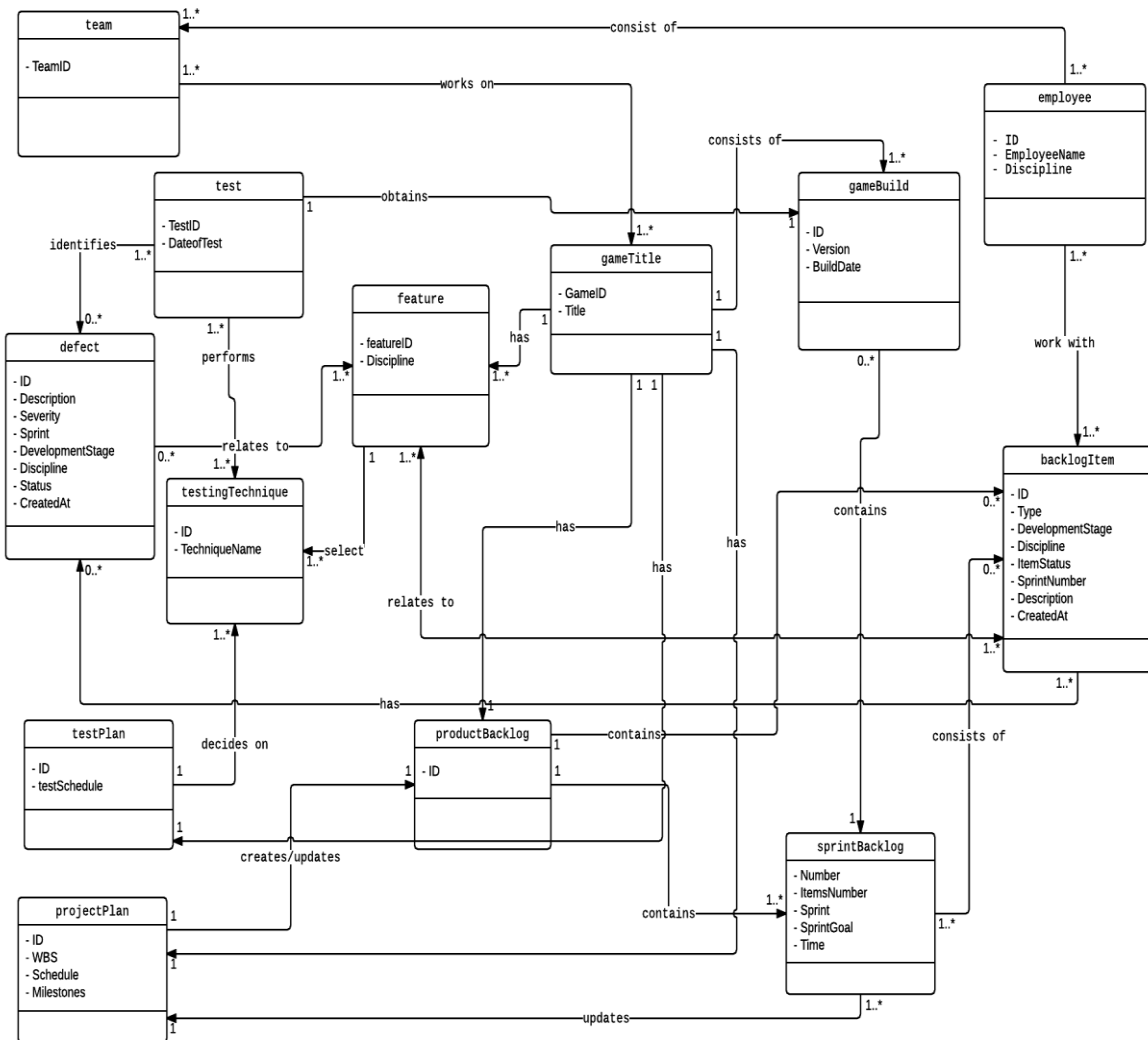 team
- TeamID
1..*
consist of
1..*
1..*
works on
employee
- ID
- EmployeeName
- Discipline
1..*
consists of
1..*
gameBuild
- ID
- Version
- BuildDate
0..*
test
- TestID
- DateofTest
1
obtains
1
identifies
1..*
1..*
gameTitle
- GameID
- Title
1
1
1
1
1
feature
- featureID
- Discipline
has
1..*
1..*
0..*
defect
- ID
- Description
- Severity
- Sprint
- DevelopmentStage
- Discipline
- Status
- CreatedAt
0..*
performs
1..*
relates to
0..*
1..*
1
1..*
work with
1..*
backlogItem
- ID
- Type
- DevelopmentStage
- Discipline
- ItemStatus
- SprintNumber
- Description
- CreatedAt
0..*
0..*
1..*
1..*
testingTechnique
- ID
- TechniqueName
select
1..*
1..*
contains
has
has
has
relates to
has
testPlan
- ID
- testSchedule
1
1
decides on
productBacklog
- ID
1
1
1
1
contains
consists of
creates/updates
1
sprintBacklog
- Number
- ItemsNumber
- Sprint
- SprintGoal
- Time
1..*
1..*
1..*
contains
projectPlan
- ID
- WBS
- Schedule
- Milestones
1
1
1
updates